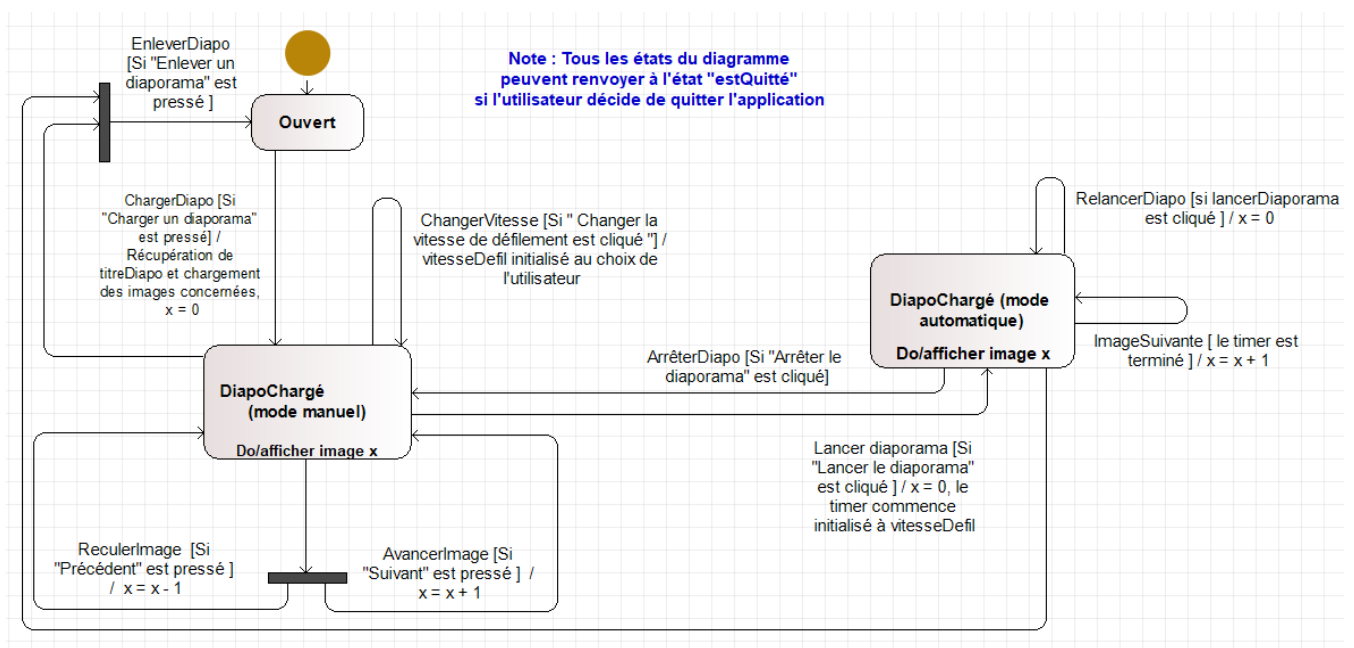 EnleverDiapo
[Si "Enlever un
diaporama" est
pressé ]
Note : Tous les états du diagramme
peuvent renvoyer à l'état "estQuitté"
si l'utilisateur décide de quitter l'application
Ouvert
ChargerDiapo [Si
"Charger un diaporama"
est pressé] /
Récupération de
titreDiapo et chargement
des images concernées,
x = 0
ChangerVitesse [Si " Changer la
vitesse de défilement est cliqué "] /
vitesseDefil initialisé au choix de
l'utilisateur
RelancerDiapo [si lancerDiaporama
est cliqué ] / x = 0
DiapoChargé (mode
automatique)
Do/afficher image x
ImageSuivante [ le timer est
terminé ] / x = x + 1
ArrêterDiapo [Si "Arrêter le
diaporama" est cliqué]
DiapoChargé
(mode manuel)
Do/afficher image x
Lancer diaporama [Si
"Lancer le diaporama"
est cliqué ] / x = 0, le
timer commence
initialisé à vitesseDefil
ReculerImage [Si
"Précédent" est pressé ]
/ x = x - 1
AvancerImage [Si
"Suivant" est pressé ] /
x = x + 1